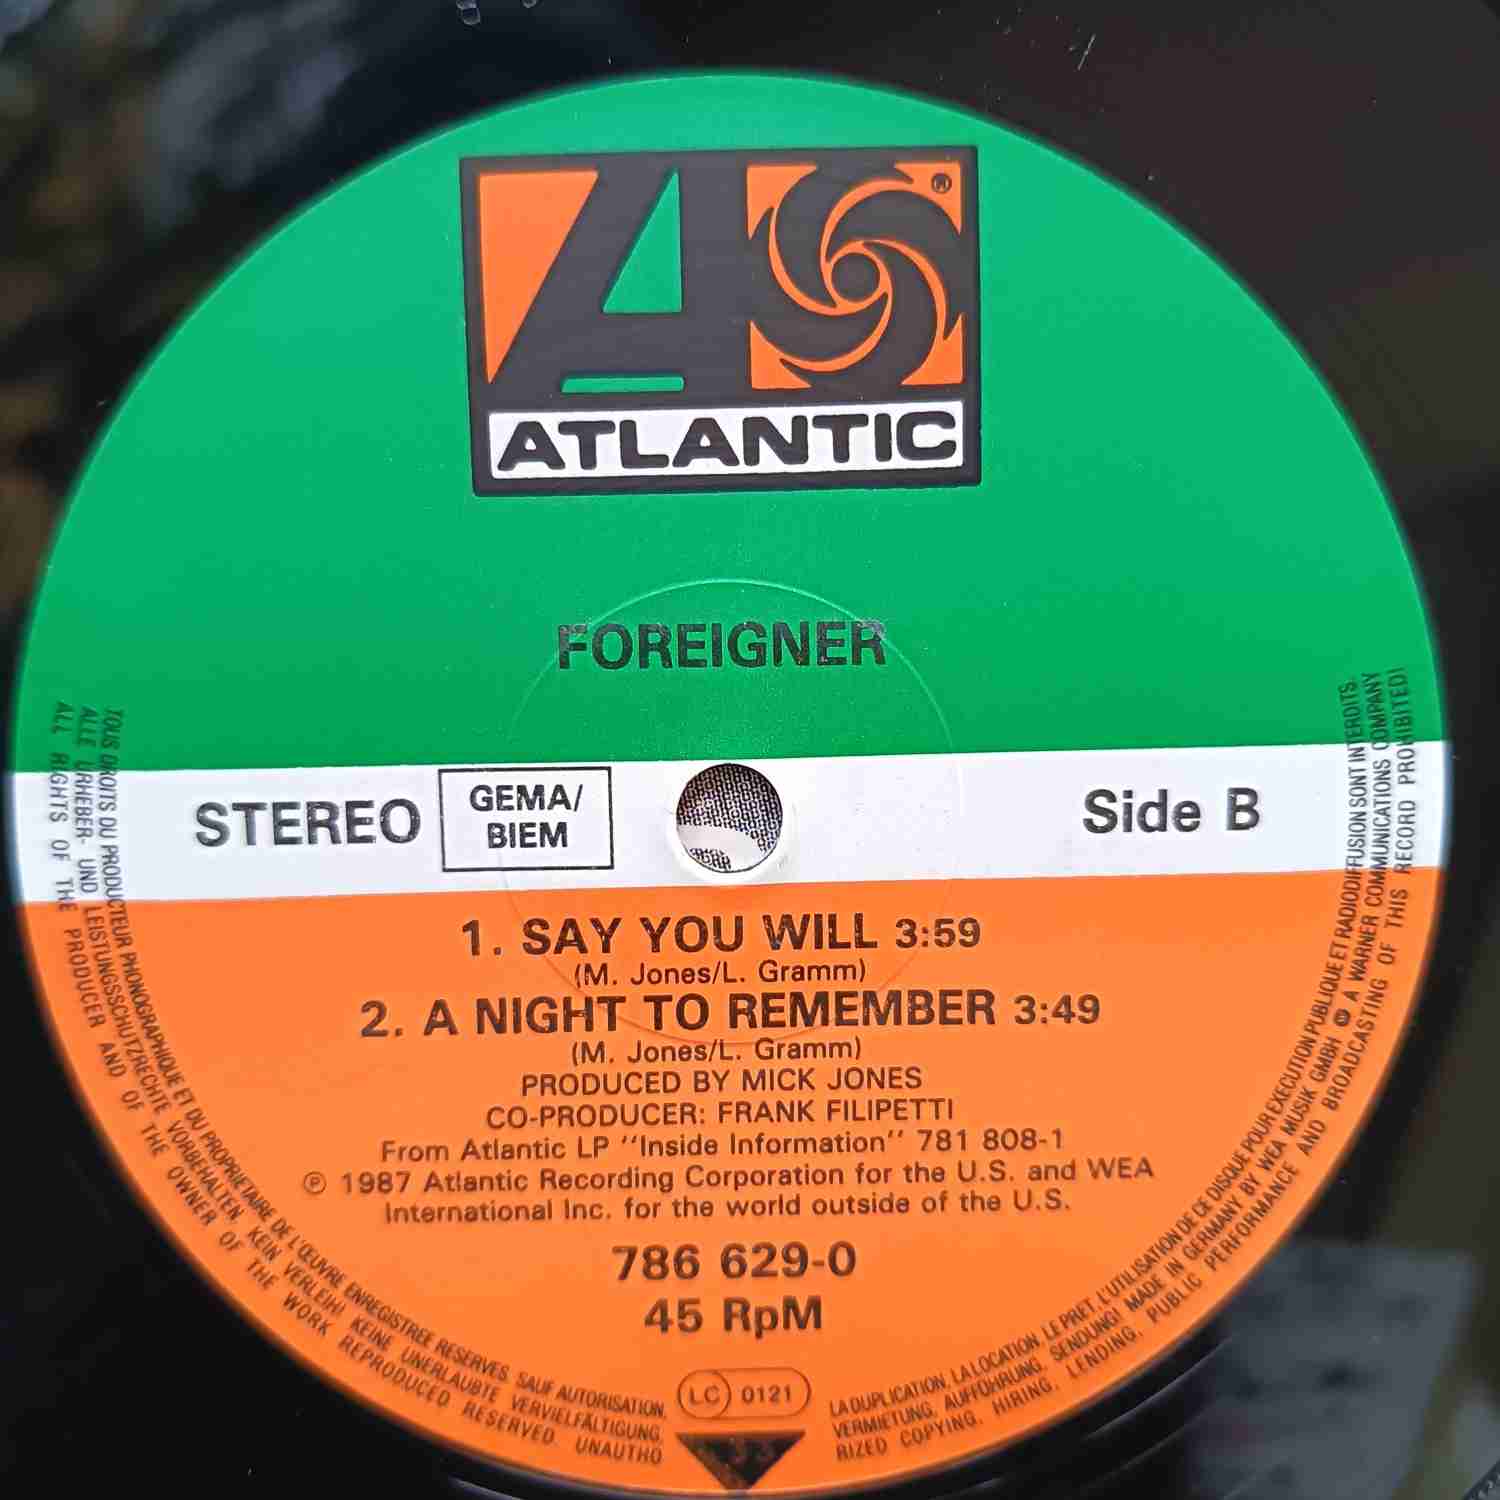 ®
ATLANTIC
FOREIGNER
STEREO
GEMA/
BIEM
Side B
1. SAY YOU WILL 3:59
(M. Jones/L. Gramm)
2. A NIGHT TO REMEMBER 3:49
(M. Jones/L. Gramm)
PRODUCED BY MICK JONES
CO-PRODUCER: FRANK FILIPETTI
From Atlantic LP "Inside Information" 781 808-1
℗ 1987 Atlantic Recording Corporation for the U.S. and WEA
International Inc. for the world outside of the U.S.
786 629-0
45 RpM
LC 0121
TOUS DROITS DU PRODUCTEUR PHONOGRAPHIQUE ET DU PROPRIETAIRE DE L'ŒUVRE ENREGISTREE RESERVES. SAUF AUTORISATION, LA DUPLICATION, LA LOCATION, LE PRET, L'UTILISATION DE CE DISQUE POUR EXECUTION PUBLIQUE ET RADIODIFFUSION SONT INTERDITS.
ALLE URHEBER- UND LEISTUNGSSCHUTZRECHTE VORBEHALTEN. KEIN VERLEIH! KEINE UNERLAUBTE VERVIELFÄLTIGUNG, VERMIETUNG, AUFFÜHRUNG, SENDUNG! MADE IN GERMANY BY WEA MUSIK GMBH A WARNER COMMUNICATIONS COMPANY
ALL RIGHTS OF THE PRODUCER AND OF THE OWNER OF THE WORK REPRODUCED RESERVED. UNAUTHORIZED COPYING, HIRING, LENDING, PUBLIC PERFORMANCE AND BROADCASTING OF THIS RECORD PROHIBITED!